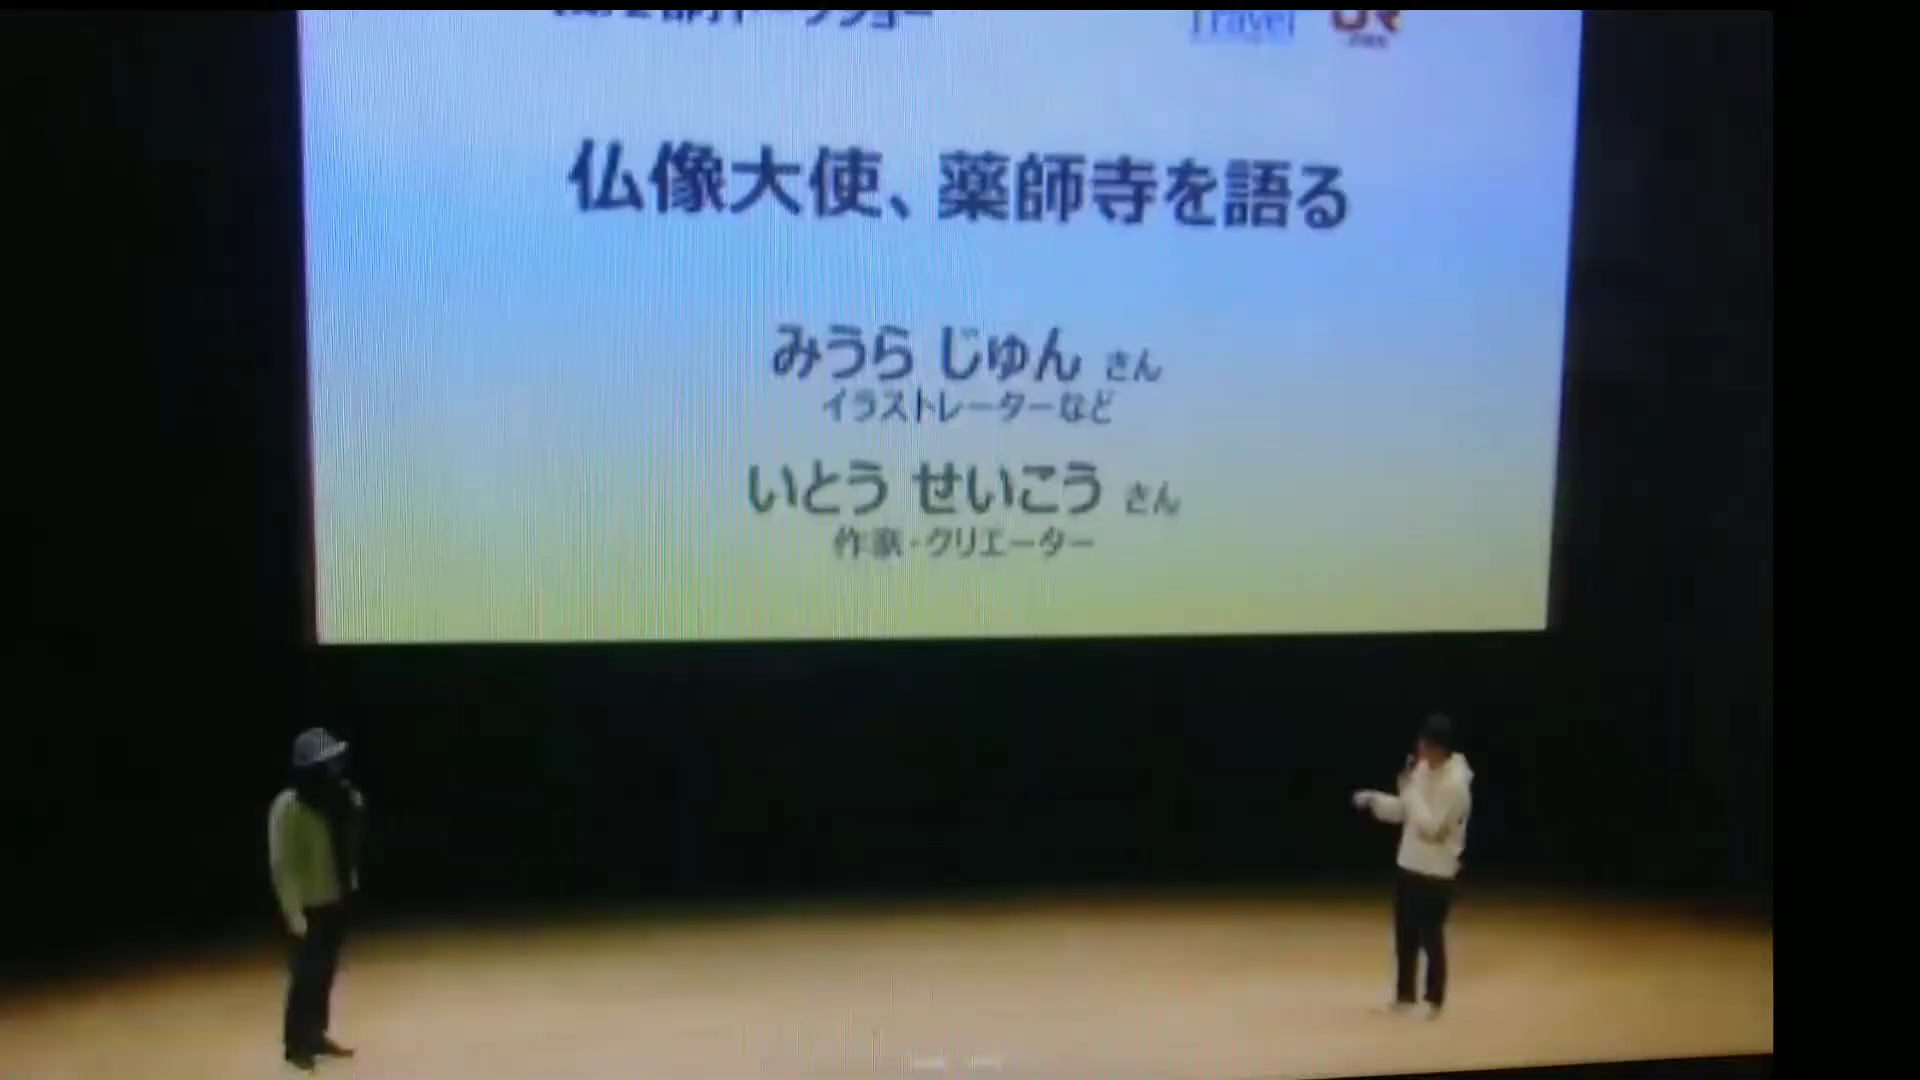 Travel
仏像大使、薬師寺を語る
みうら じゅん さん
イラストレーターなど
いとう せいこう さん
作家・クリエーター